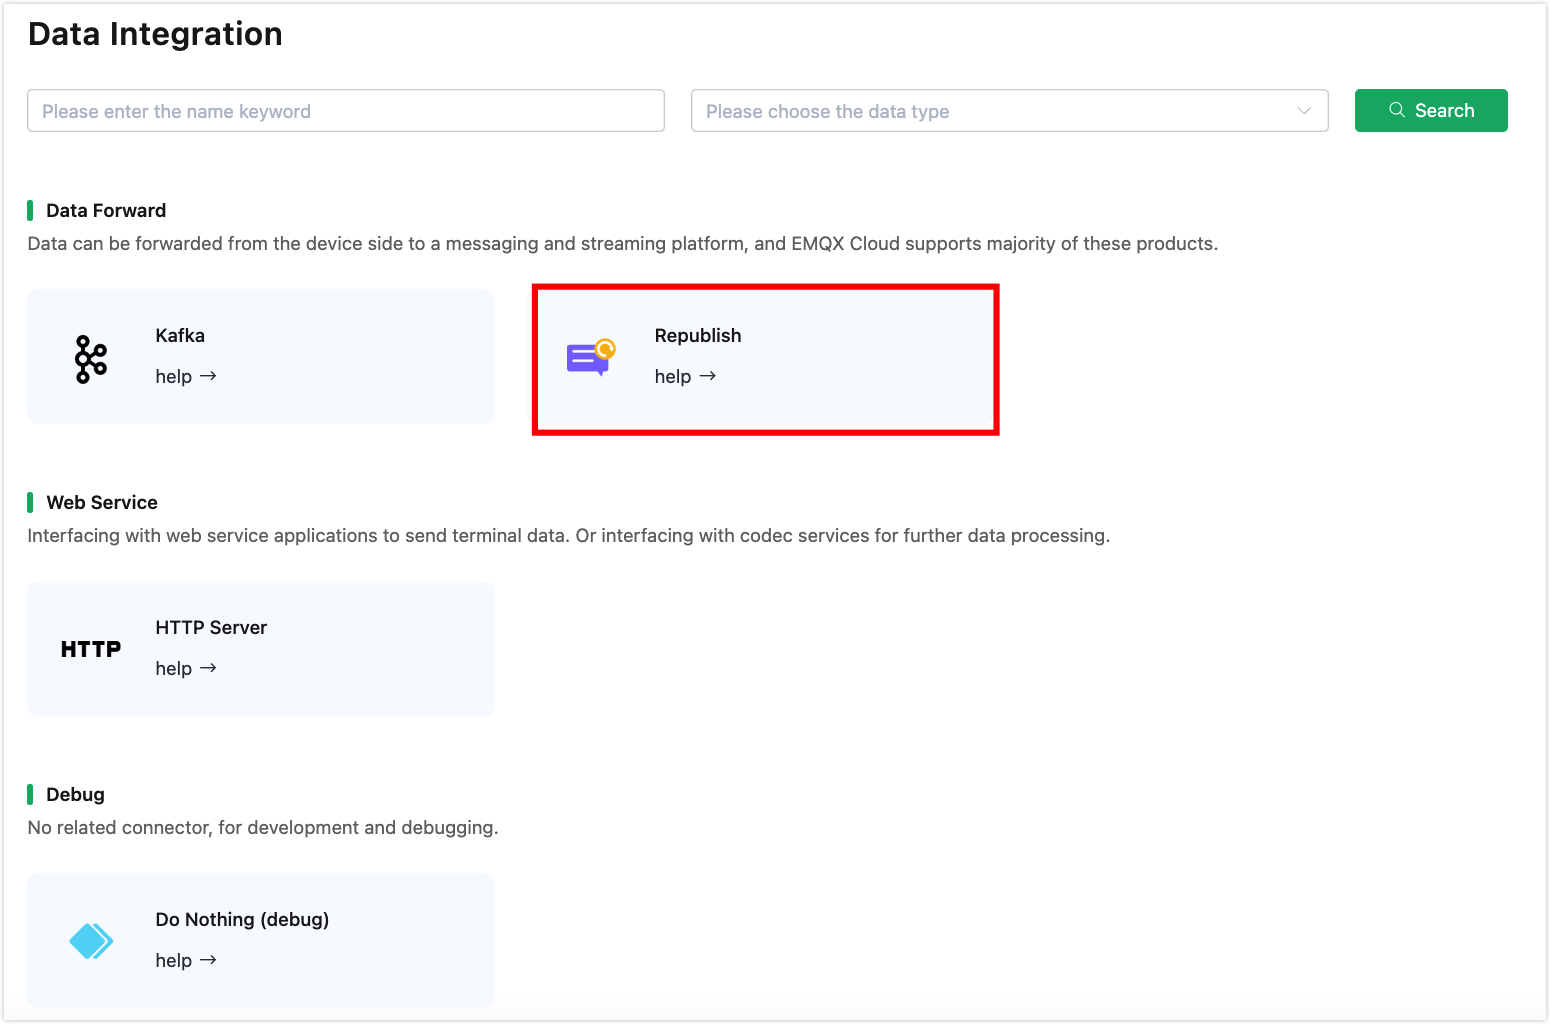 Data Integration
Please enter the name keyword
Please choose the data type
Search
Data Forward
Data can be forwarded from the device side to a messaging and streaming platform, and EMQX Cloud supports majority of these products.
Kafka
help →
Republish
help →
Web Service
Interfacing with web service applications to send terminal data. Or interfacing with codec services for further data processing.
HTTP
HTTP Server
help →
Debug
No related connector, for development and debugging.
Do Nothing (debug)
help →